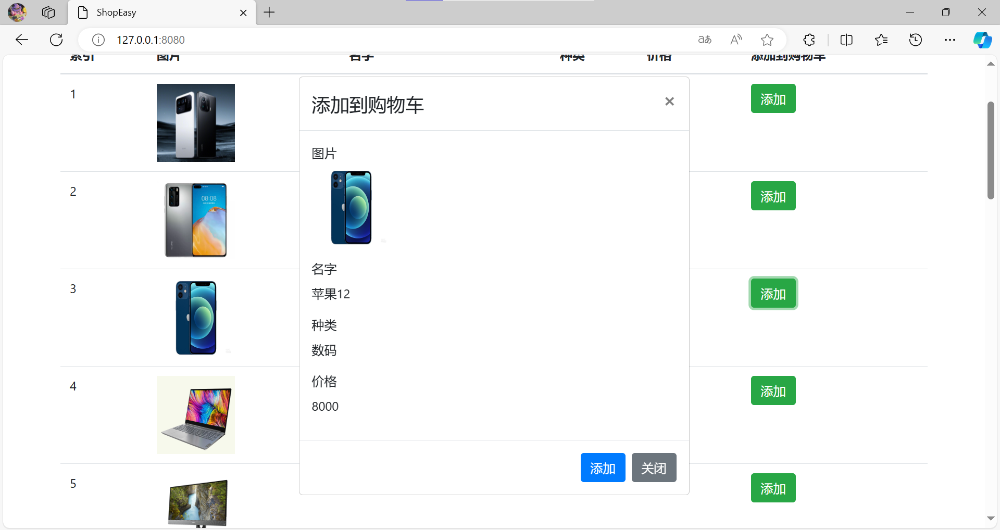 ShopEasy
127.0.0.1:8080
索引 图片 名字 种类 价格 添加到购物车
1 添加
2 添加
08:08
3 添加
4 添加
5 添加
添加到购物车 ×
图片
名字
苹果12
种类
数码
价格
8000
添加 关闭